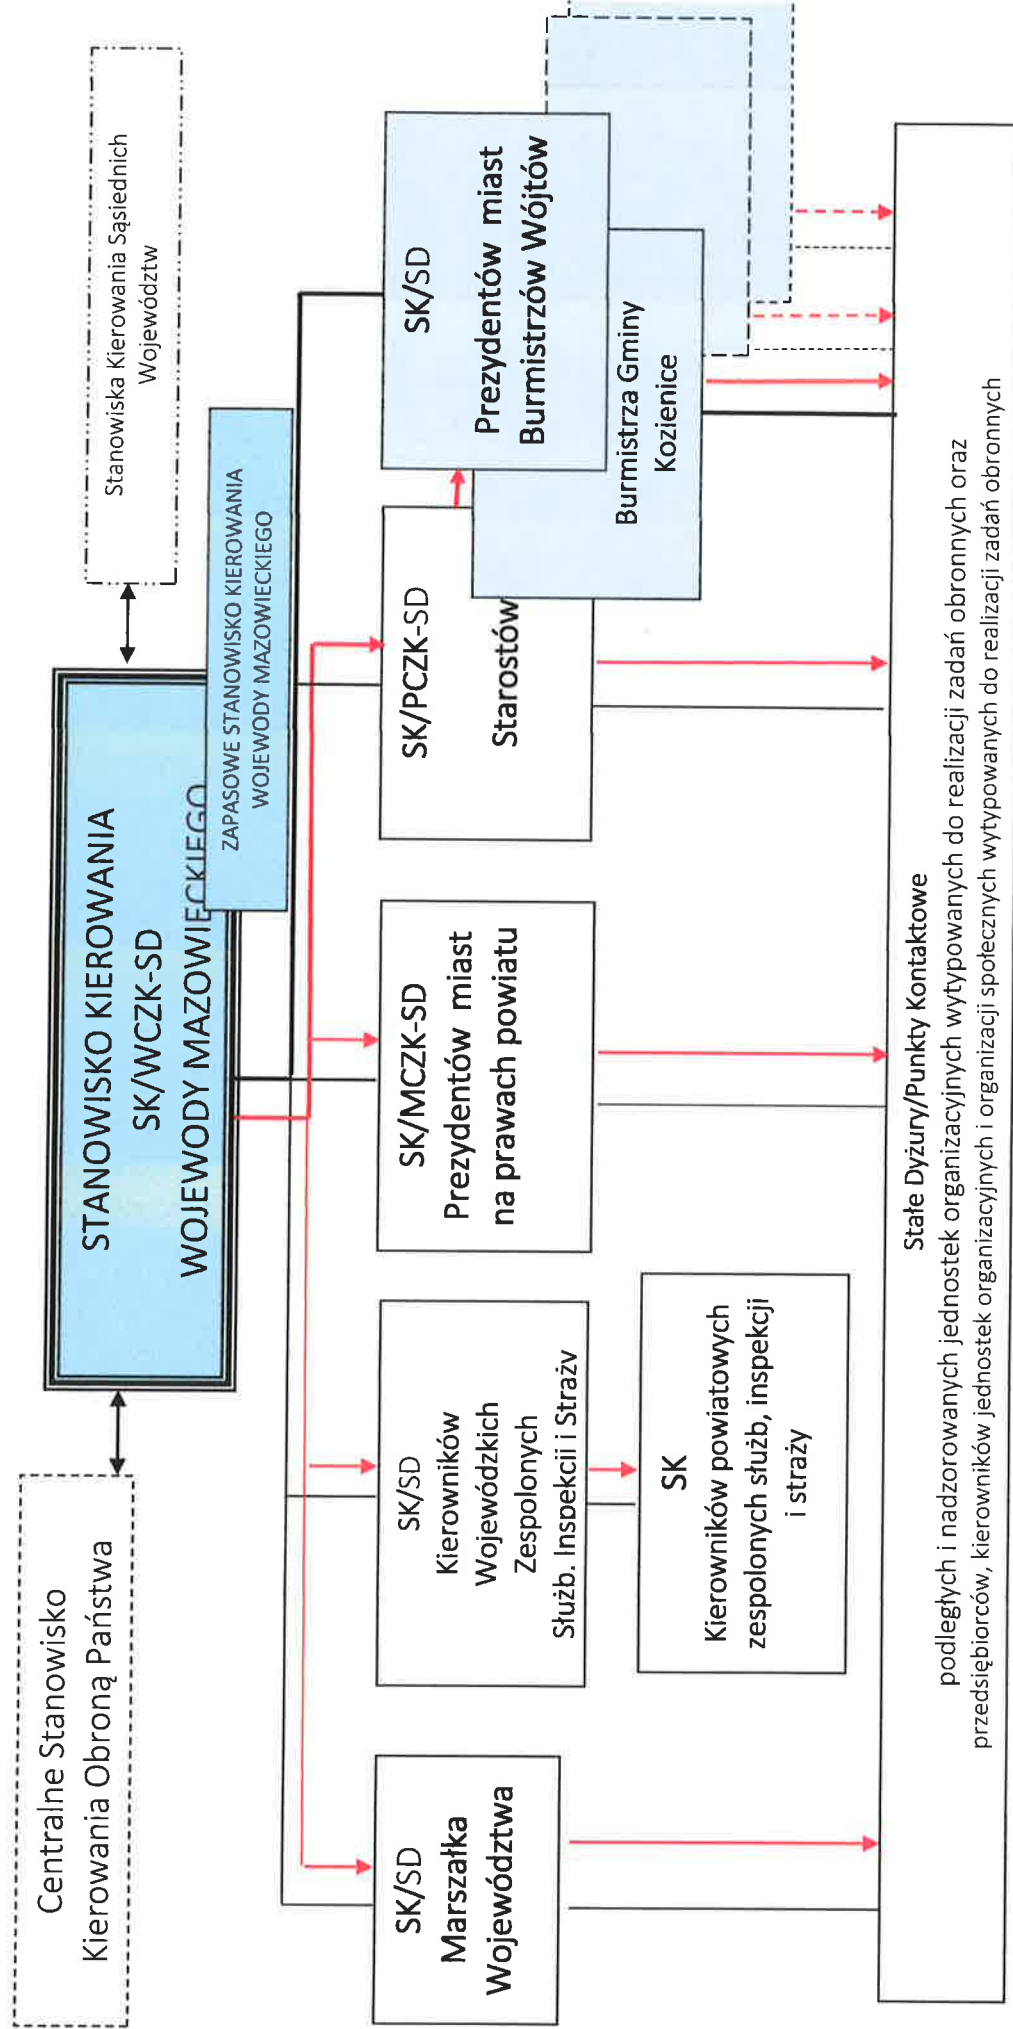 Centralne Stanowisko
Kierowania Obroną Państwa
STANOWISKO KIEROWANIA
SK/WCZK-SD
WOJEWODY MAZOWIECKIEGO
Stanowiska Kierowania Sąsiednich
Województw
ZAPASOWE STANOWISKO KIEROWANIA
WOJEWODY MAZOWIECKIEGO
SK/SD
Marszałka
Województwa
SK/SD
Kierowników
Wojewódzkich
Zespolonych
Służb. Inspekcii i Straży
SK
Kierowników powiatowych
zespolonych służb, inspekcji
i straży
SK/MCZK-SD
Prezydentów miast
na prawach powiatu
SK/PCZK-SD
Starostów
SK/SD
Prezydentów miast
Burmistrzów Wójtów
Burmistrza Gminy
Kozienice
Stałe Dyżury/Punkty Kontaktowe
podległych i nadzorowanych jednostek organizacyjnych wytypowanych do realizacji zadań obronnych oraz
przedsiębiorców, kierowników jednostek organizacyjnych i organizacji społecznych wytypowanych do realizacji zadań obronnych